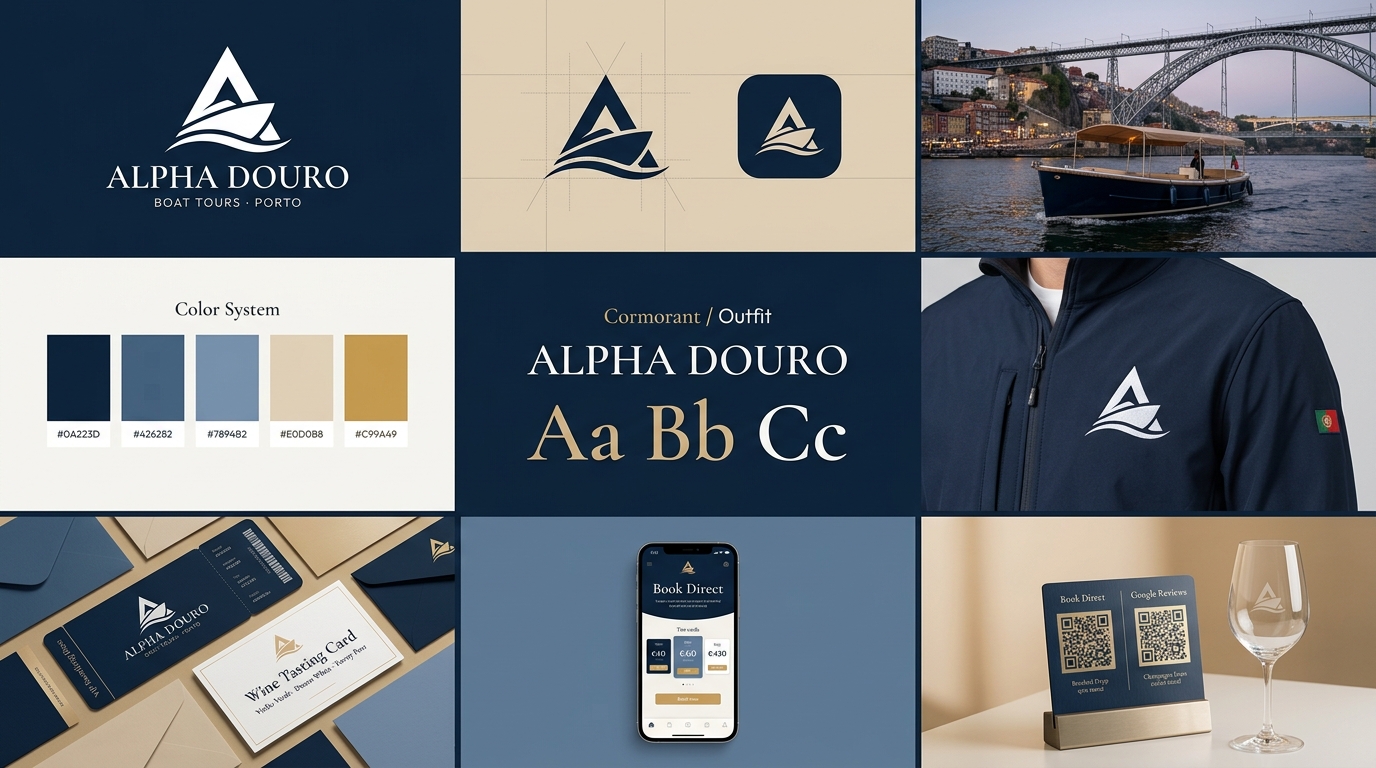 ALPHA DOURO
BOAT TOURS · PORTO
Color System
#0A223D
#426282
#7894B2
#E0D0B8
#C99A49
Cormorant / Outfit
ALPHA DOURO
Aa Bb Cc
ALPHA DOURO
Wine Tasting Card
Book Direct
€40
€60
€430
Book Direct
Google Reviews